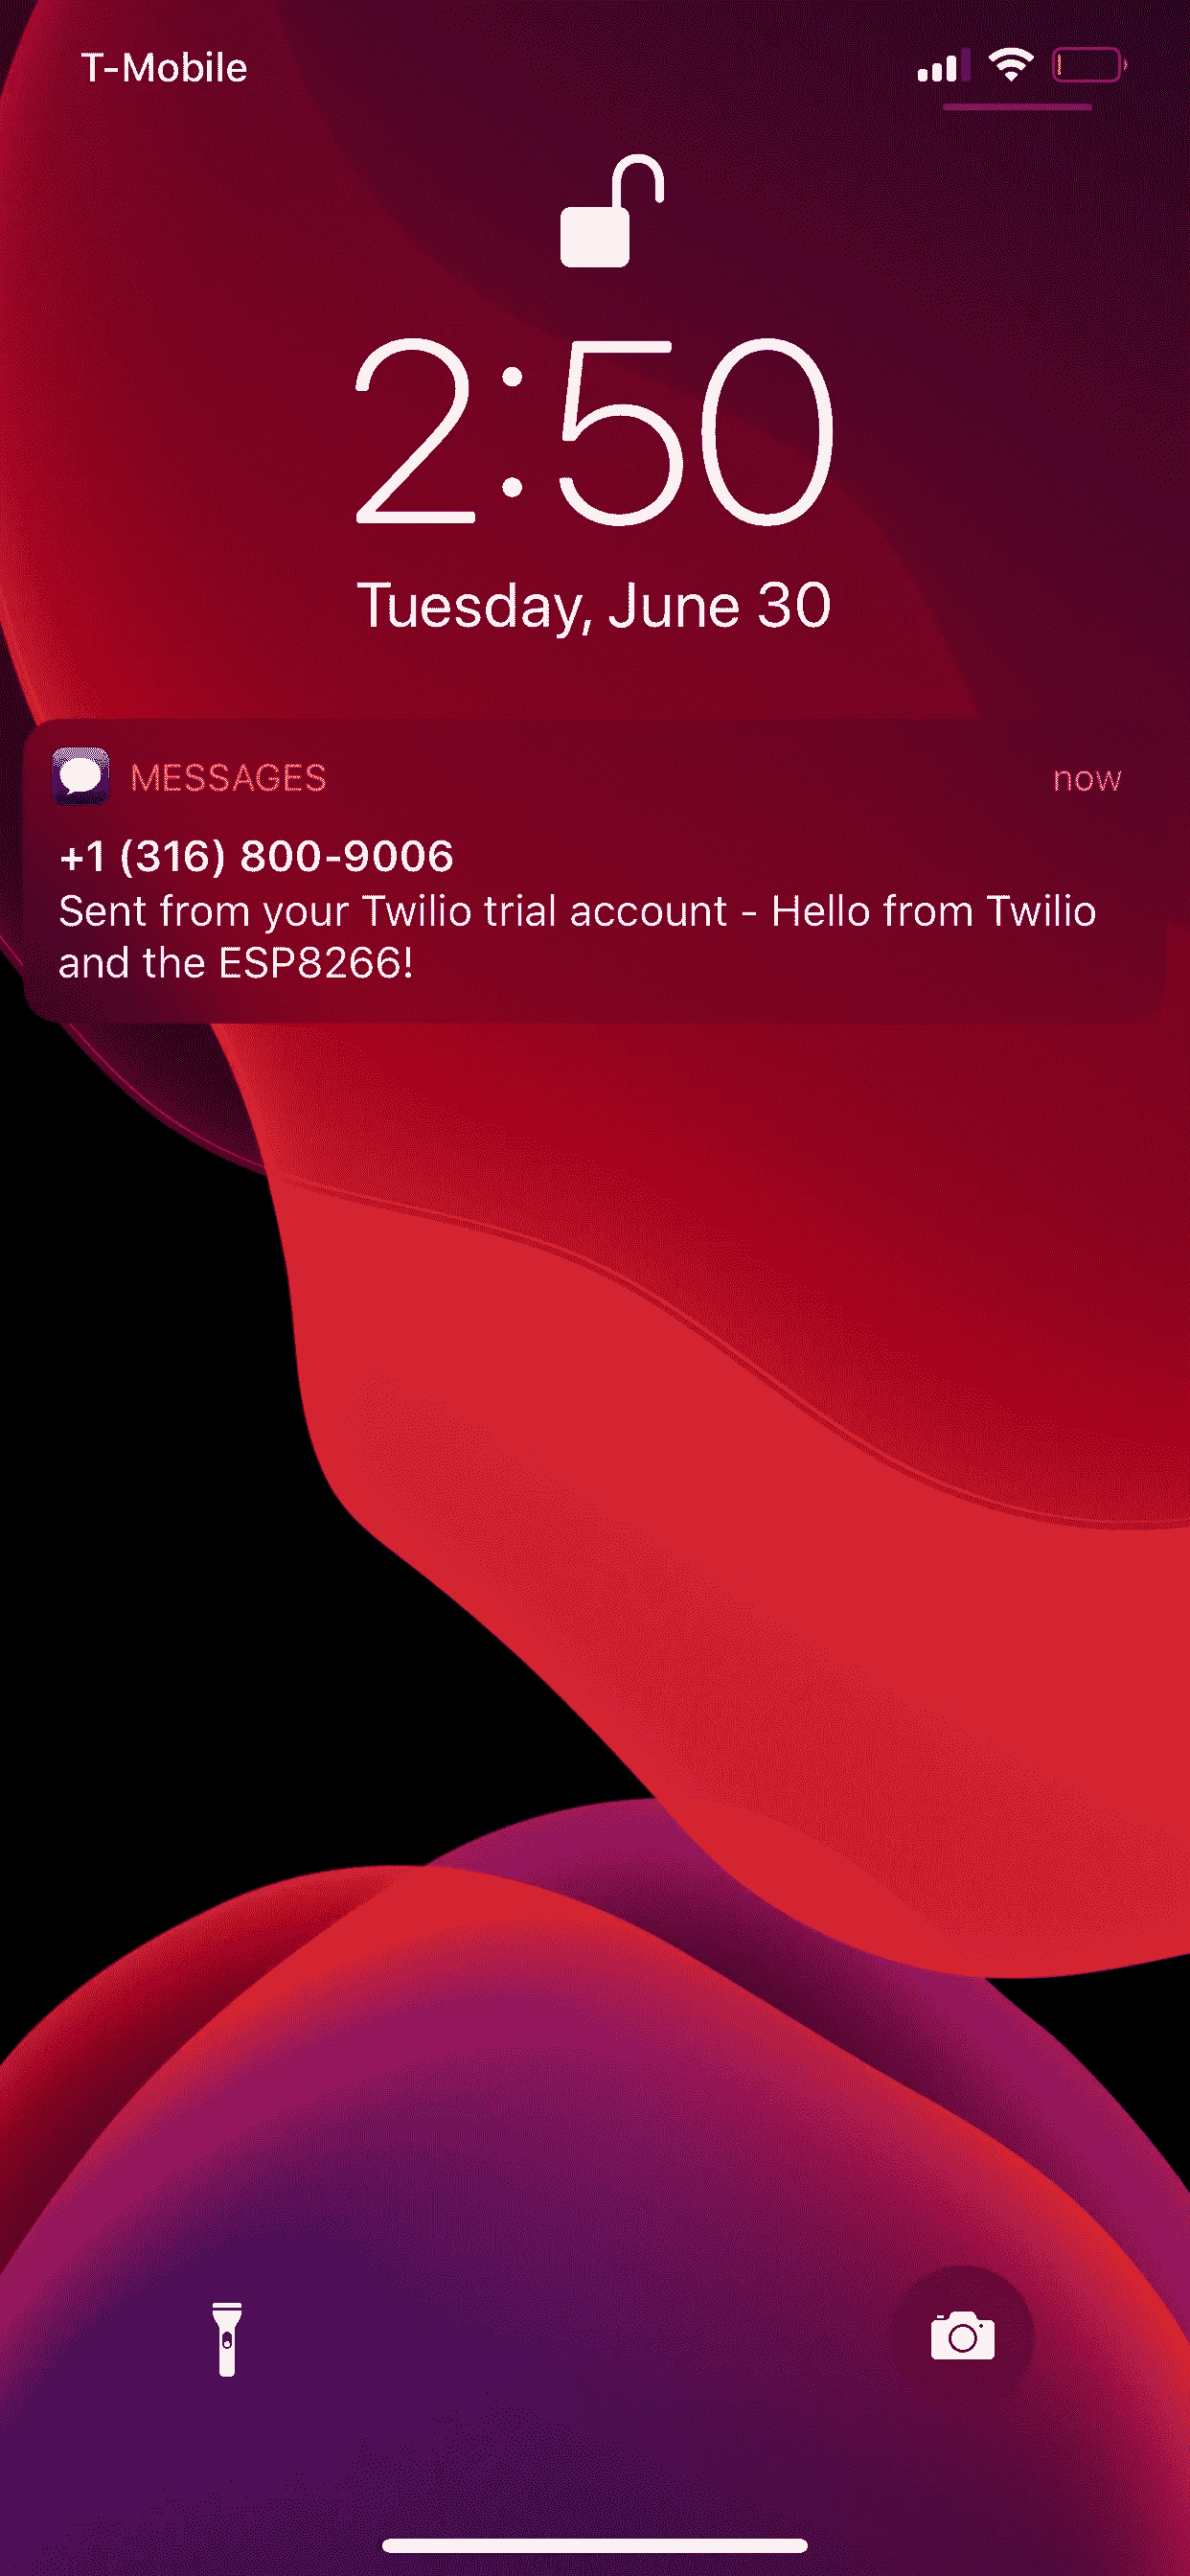 T-Mobile
2:50
Tuesday, June 30
MESSAGES now
+1 (316) 800-9006
Sent from your Twilio trial account - Hello from Twilio
and the ESP8266!